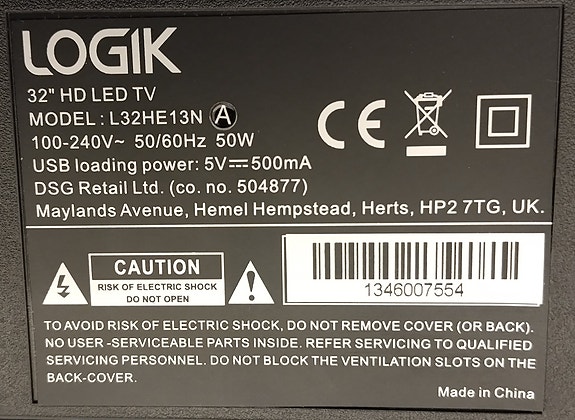 LOGIK
32" HD LED TV
MODEL : L32HE13N A
100-240V~ 50/60Hz 50W
USB loading power: 5V⎓500mA
DSG Retail Ltd. (co. no. 504877)
Maylands Avenue, Hemel Hempstead, Herts, HP2 7TG, UK.
CE
CAUTION
RISK OF ELECTRIC SHOCK
DO NOT OPEN
1346007554
TO AVOID RISK OF ELECTRIC SHOCK, DO NOT REMOVE COVER (OR BACK).
NO USER -SERVICEABLE PARTS INSIDE. REFER SERVICING TO QUALIFIED
SERVICING PERSONNEL. DO NOT BLOCK THE VENTILATION SLOTS ON THE
BACK-COVER.
Made in China